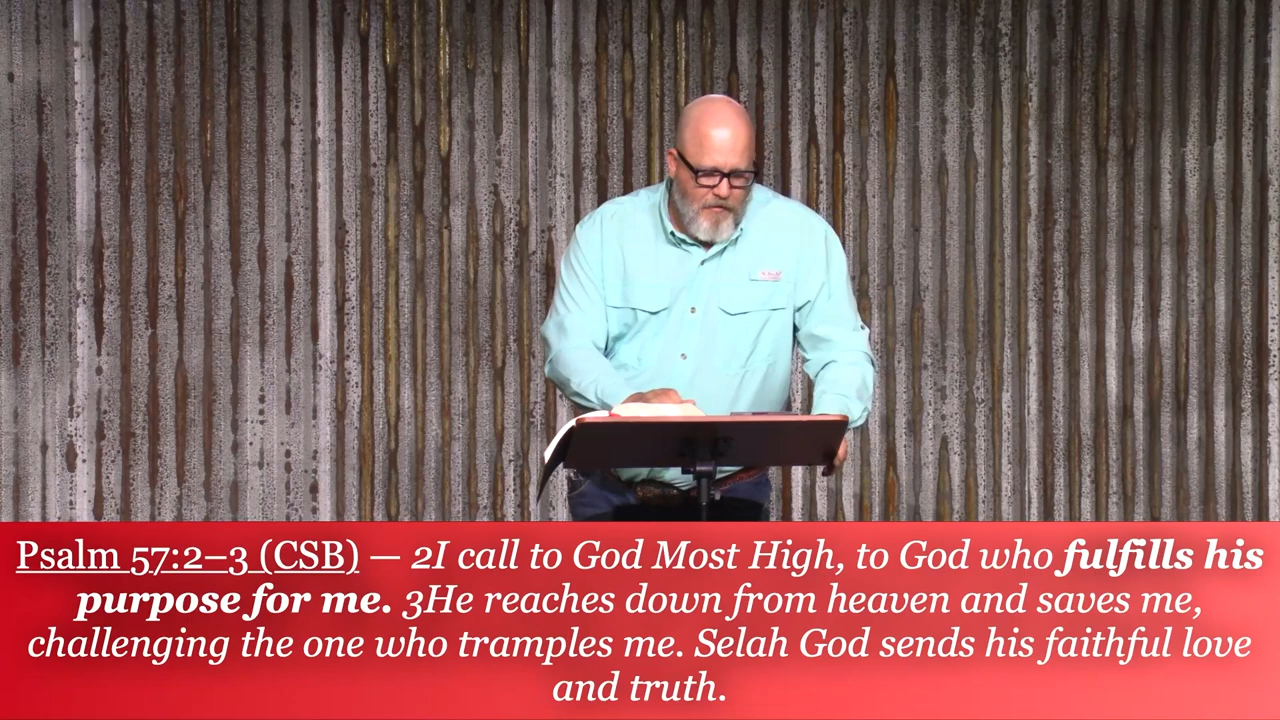 Psalm 57:2–3 (CSB) — 2I call to God Most High, to God who fulfills his
purpose for me. 3He reaches down from heaven and saves me,
challenging the one who tramples me. Selah God sends his faithful love
and truth.